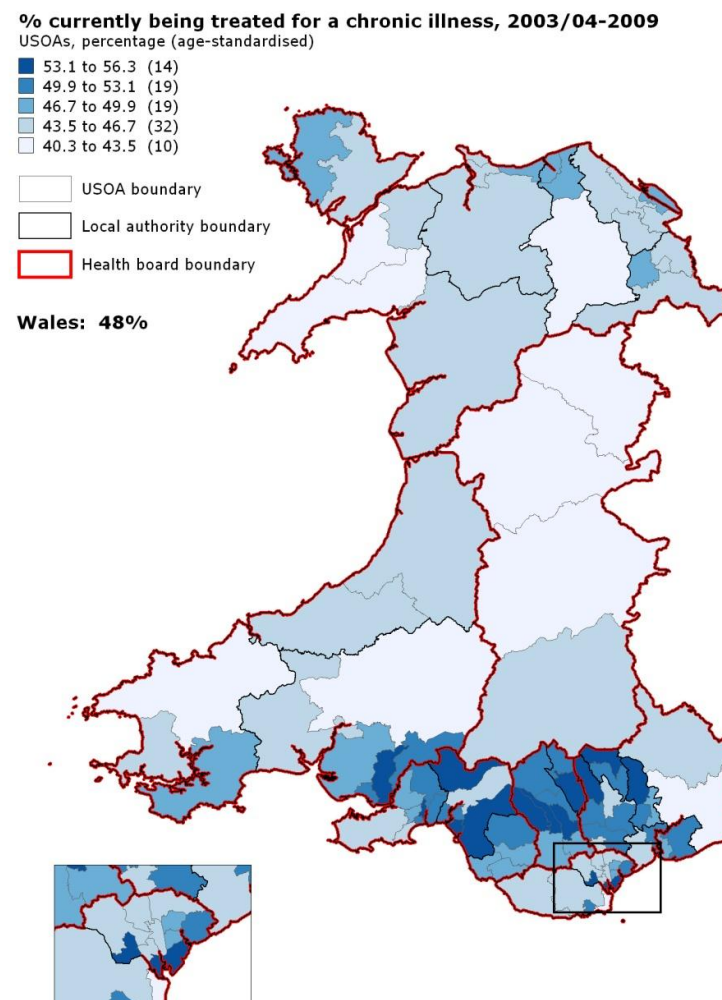 % currently being treated for a chronic illness, 2003/04-2009
USOAs, percentage (age-standardised)
53.1 to 56.3 (14)
49.9 to 53.1 (19)
46.7 to 49.9 (19)
43.5 to 46.7 (32)
40.3 to 43.5 (10)
USOA boundary
Local authority boundary
Health board boundary
Wales: 48%